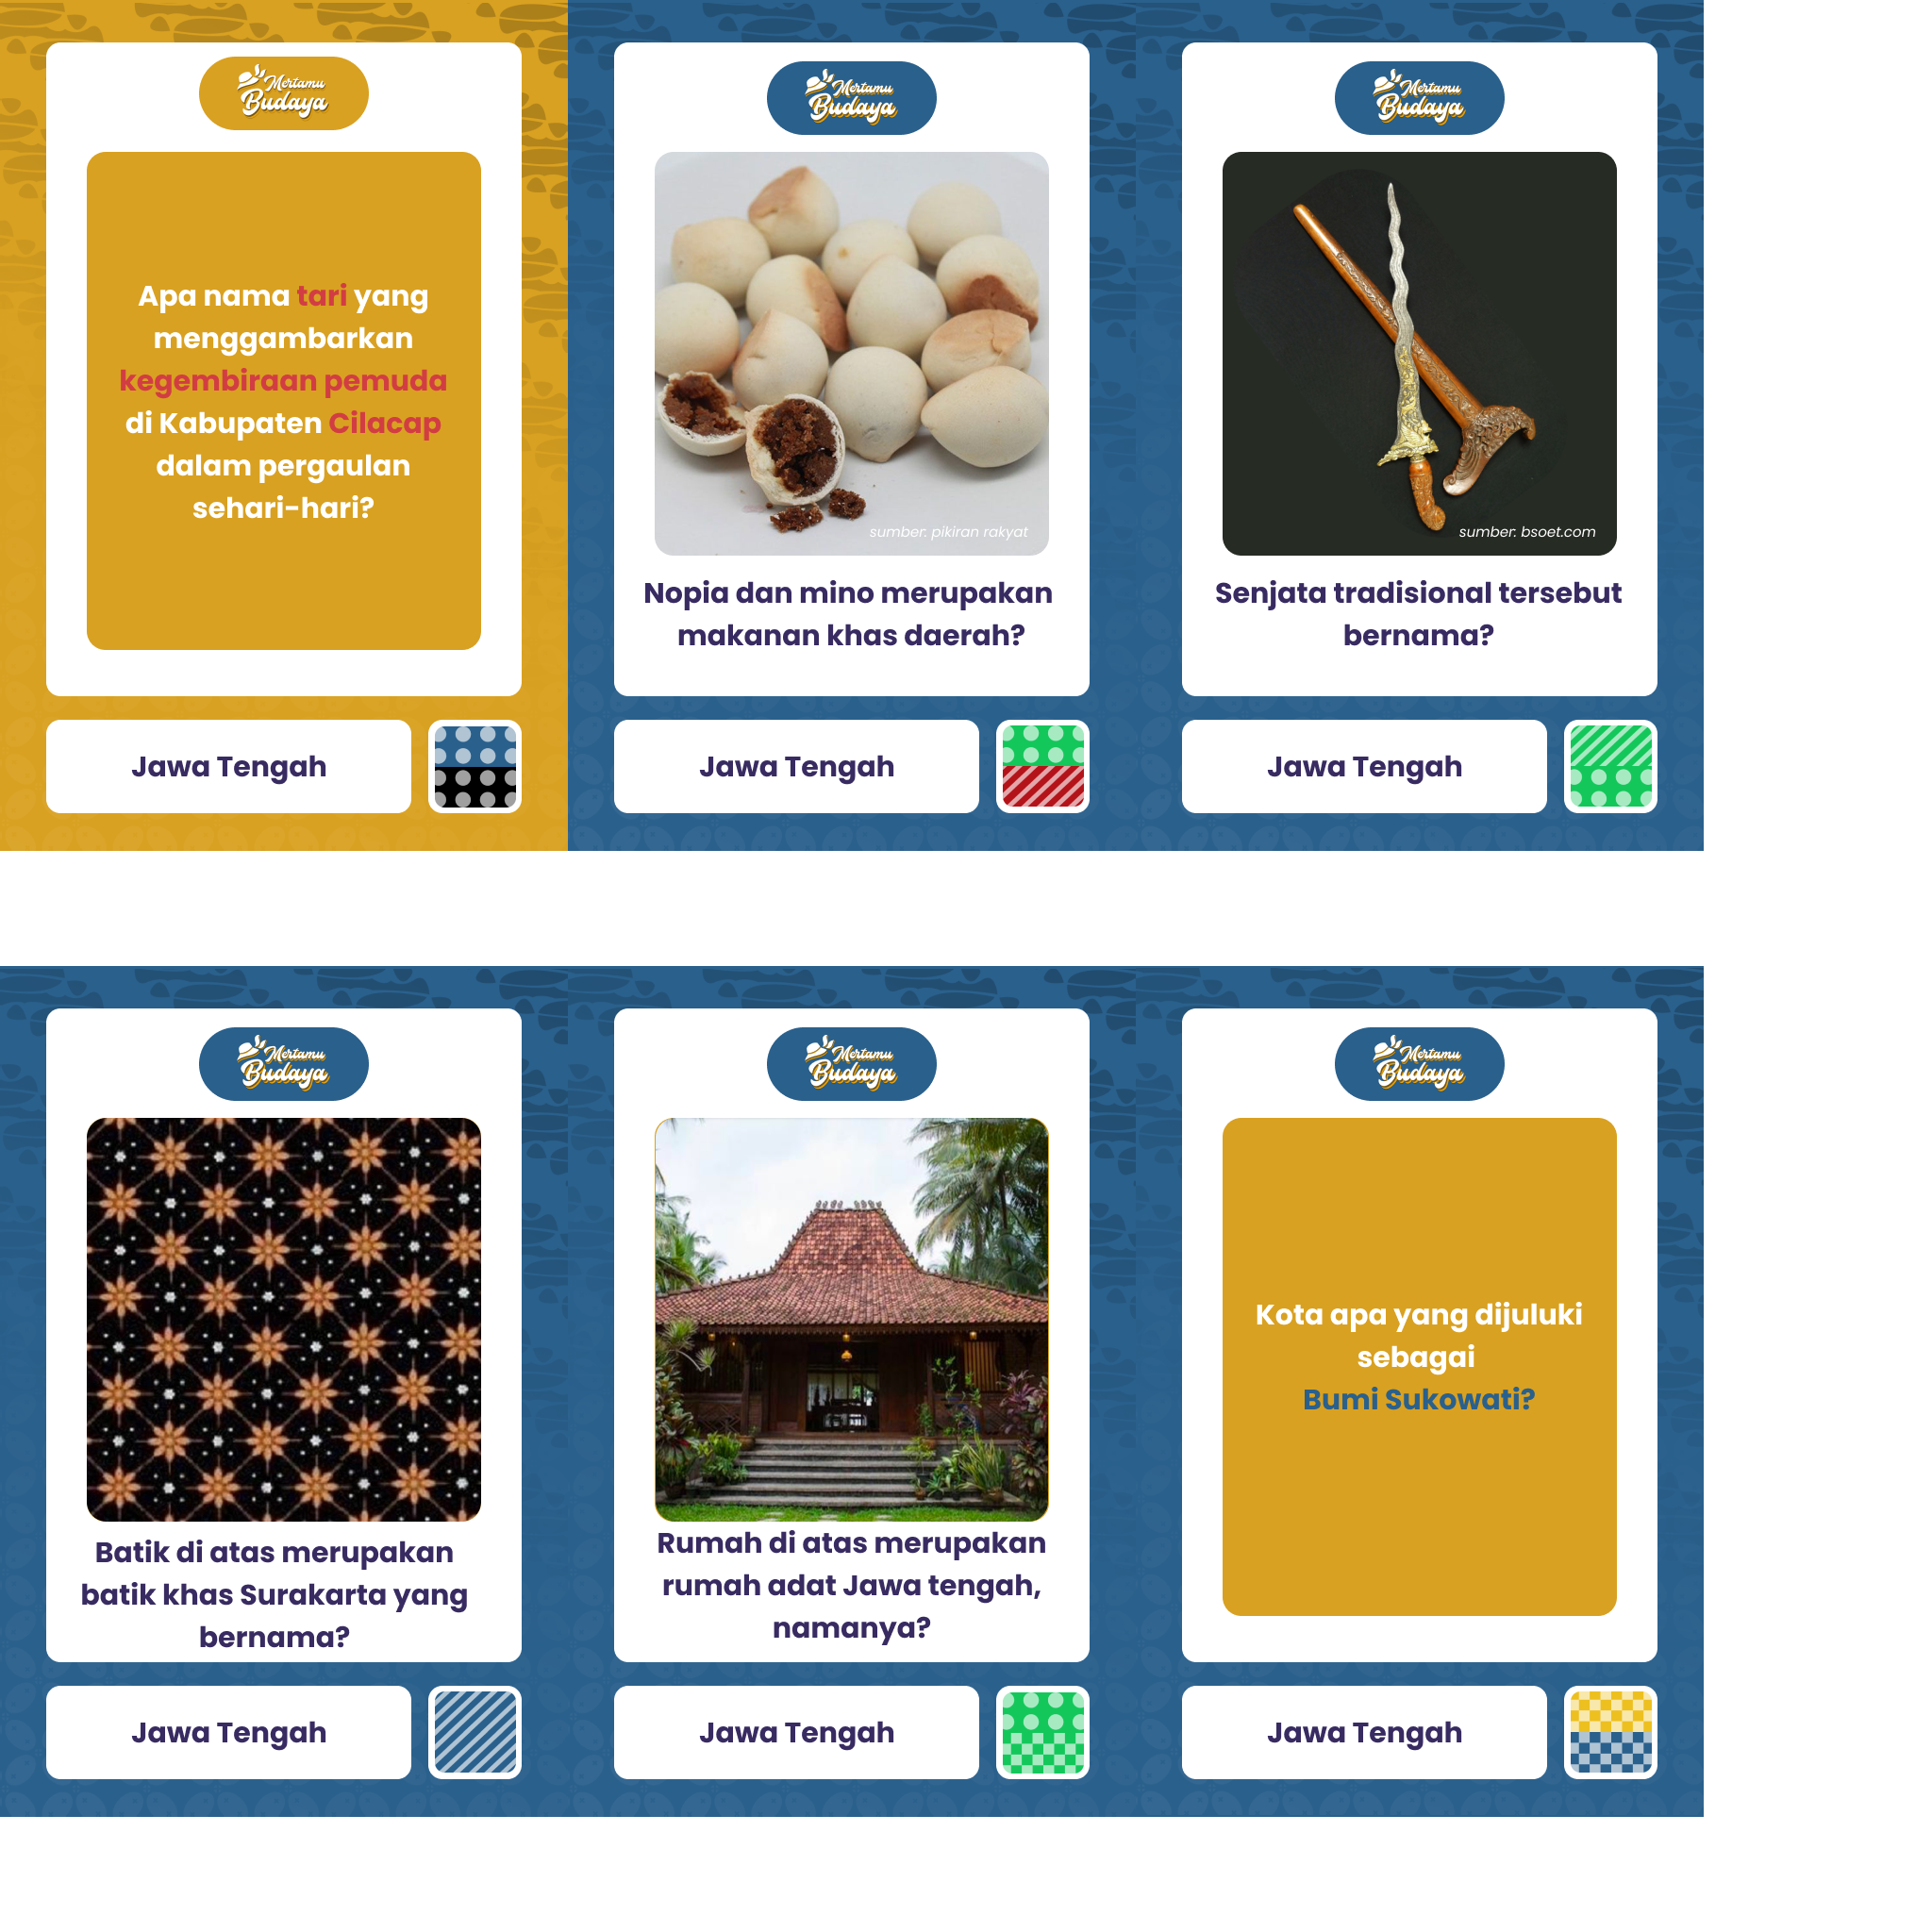 Mertamu
Budaya
Apa nama tari yang
menggambarkan
kegembiraan pemuda
di Kabupaten Cilacap
dalam pergaulan
sehari-hari?
Jawa Tengah
Mertamu
Budaya
sumber: pikiran rakyat
Nopia dan mino merupakan
makanan khas daerah?
Jawa Tengah
Mertamu
Budaya
sumber: bsoet.com
Senjata tradisional tersebut
bernama?
Jawa Tengah
Mertamu
Budaya
Batik di atas merupakan
batik khas Surakarta yang
bernama?
Jawa Tengah
Mertamu
Budaya
Rumah di atas merupakan
rumah adat Jawa tengah,
namanya?
Jawa Tengah
Mertamu
Budaya
Kota apa yang dijuluki
sebagai
Bumi Sukowati?
Jawa Tengah